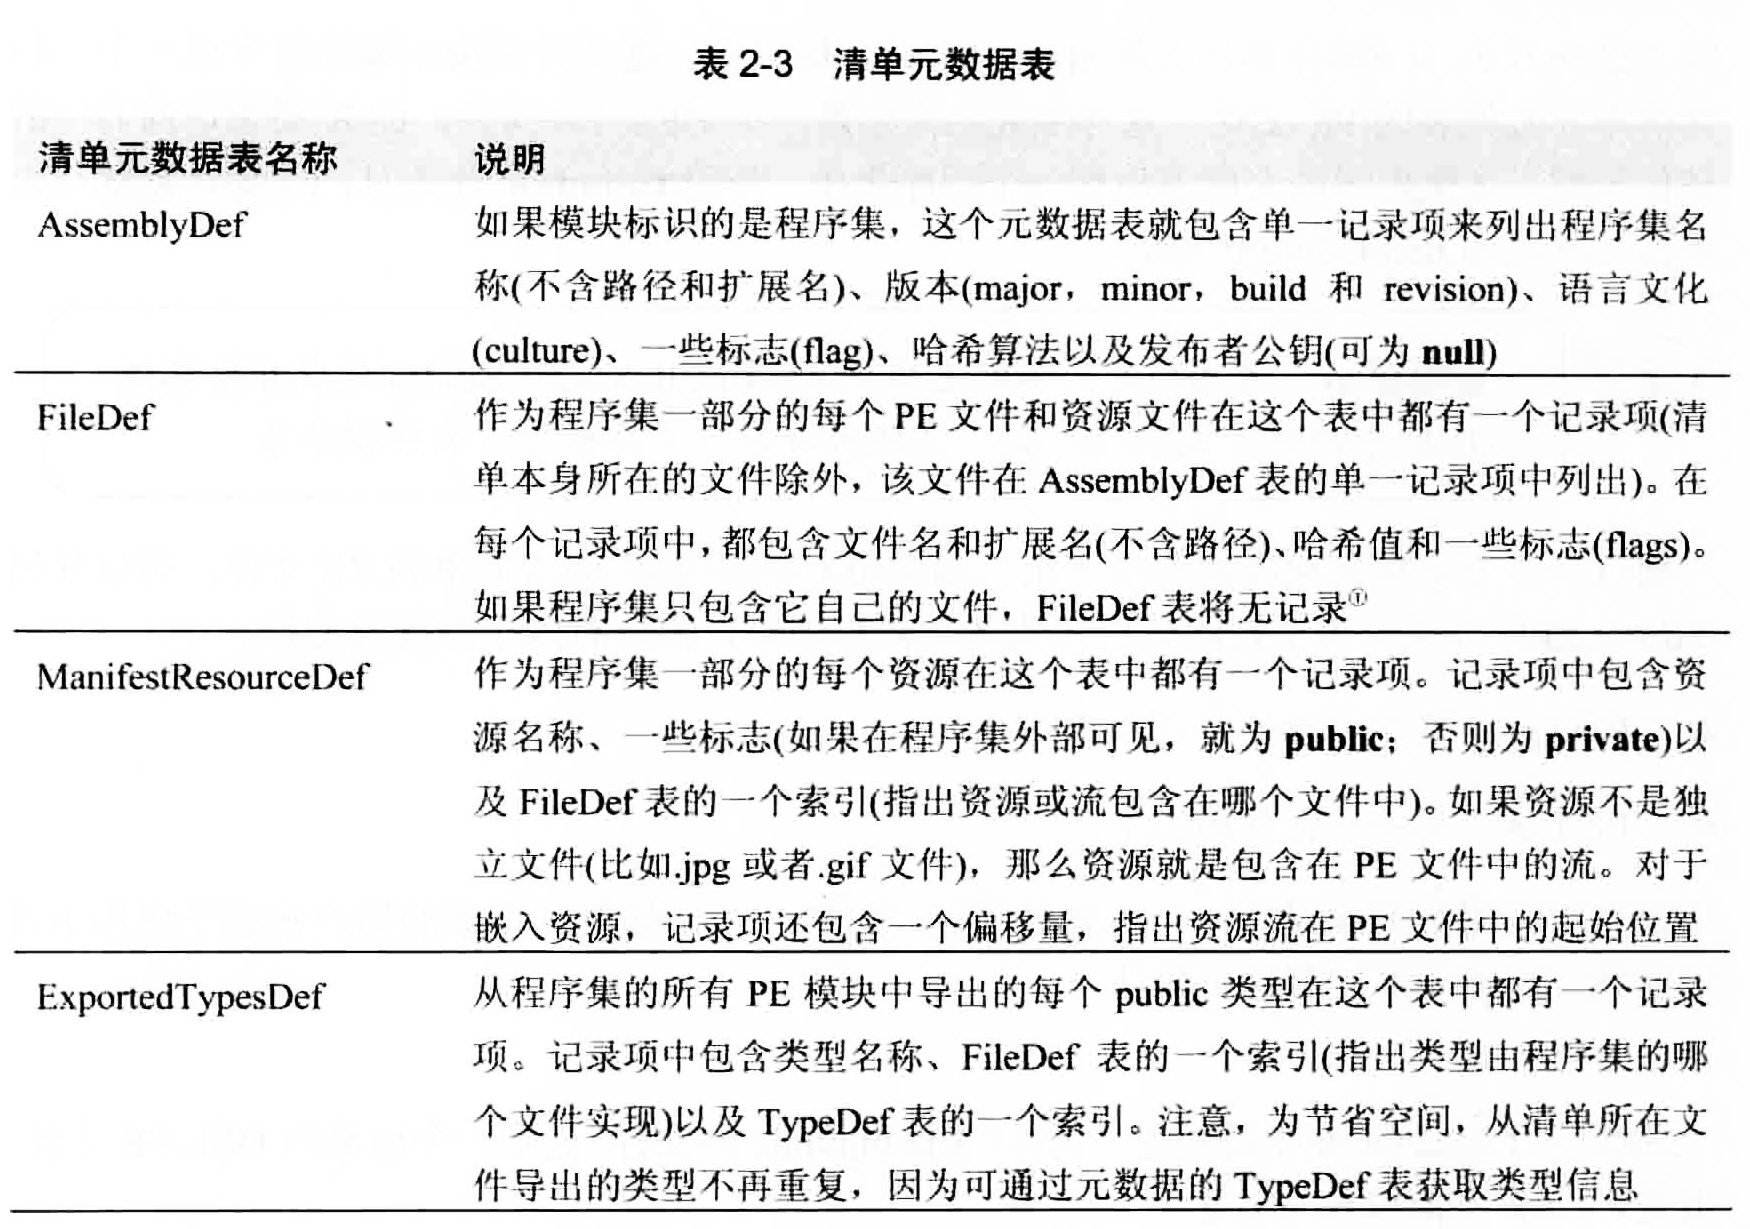 表 2-3 清单元数据表
清单元数据表名称 说明
AssemblyDef 如果模块标识的是程序集，这个元数据表就包含单一记录项来列出程序集名
称(不含路径和扩展名)、版本(major，minor，build 和 revision)、语言文化
(culture)、一些标志(flag)、哈希算法以及发布者公钥(可为 null)
FileDef 作为程序集一部分的每个 PE 文件和资源文件在这个表中都有一个记录项(清
单本身所在的文件除外，该文件在 AssemblyDef 表的单一记录项中列出)。在
每个记录项中，都包含文件名和扩展名(不含路径)、哈希值和一些标志(flags)。
如果程序集只包含它自己的文件，FileDef 表将无记录①
ManifestResourceDef 作为程序集一部分的每个资源在这个表中都有一个记录项。记录项中包含资
源名称、一些标志(如果在程序集外部可见，就为 public；否则为 private)以
及 FileDef 表的一个索引(指出资源或流包含在哪个文件中)。如果资源不是独
立文件(比如.jpg 或者.gif 文件)，那么资源就是包含在 PE 文件中的流。对于
嵌入资源，记录项还包含一个偏移量，指出资源流在 PE 文件中的起始位置
ExportedTypesDef 从程序集的所有 PE 模块中导出的每个 public 类型在这个表中都有一个记录
项。记录项中包含类型名称、FileDef 表的一个索引(指出类型由程序集的哪
个文件实现)以及 TypeDef 表的一个索引。注意，为节省空间，从清单所在文
件导出的类型不再重复，因为可通过元数据的 TypeDef 表获取类型信息